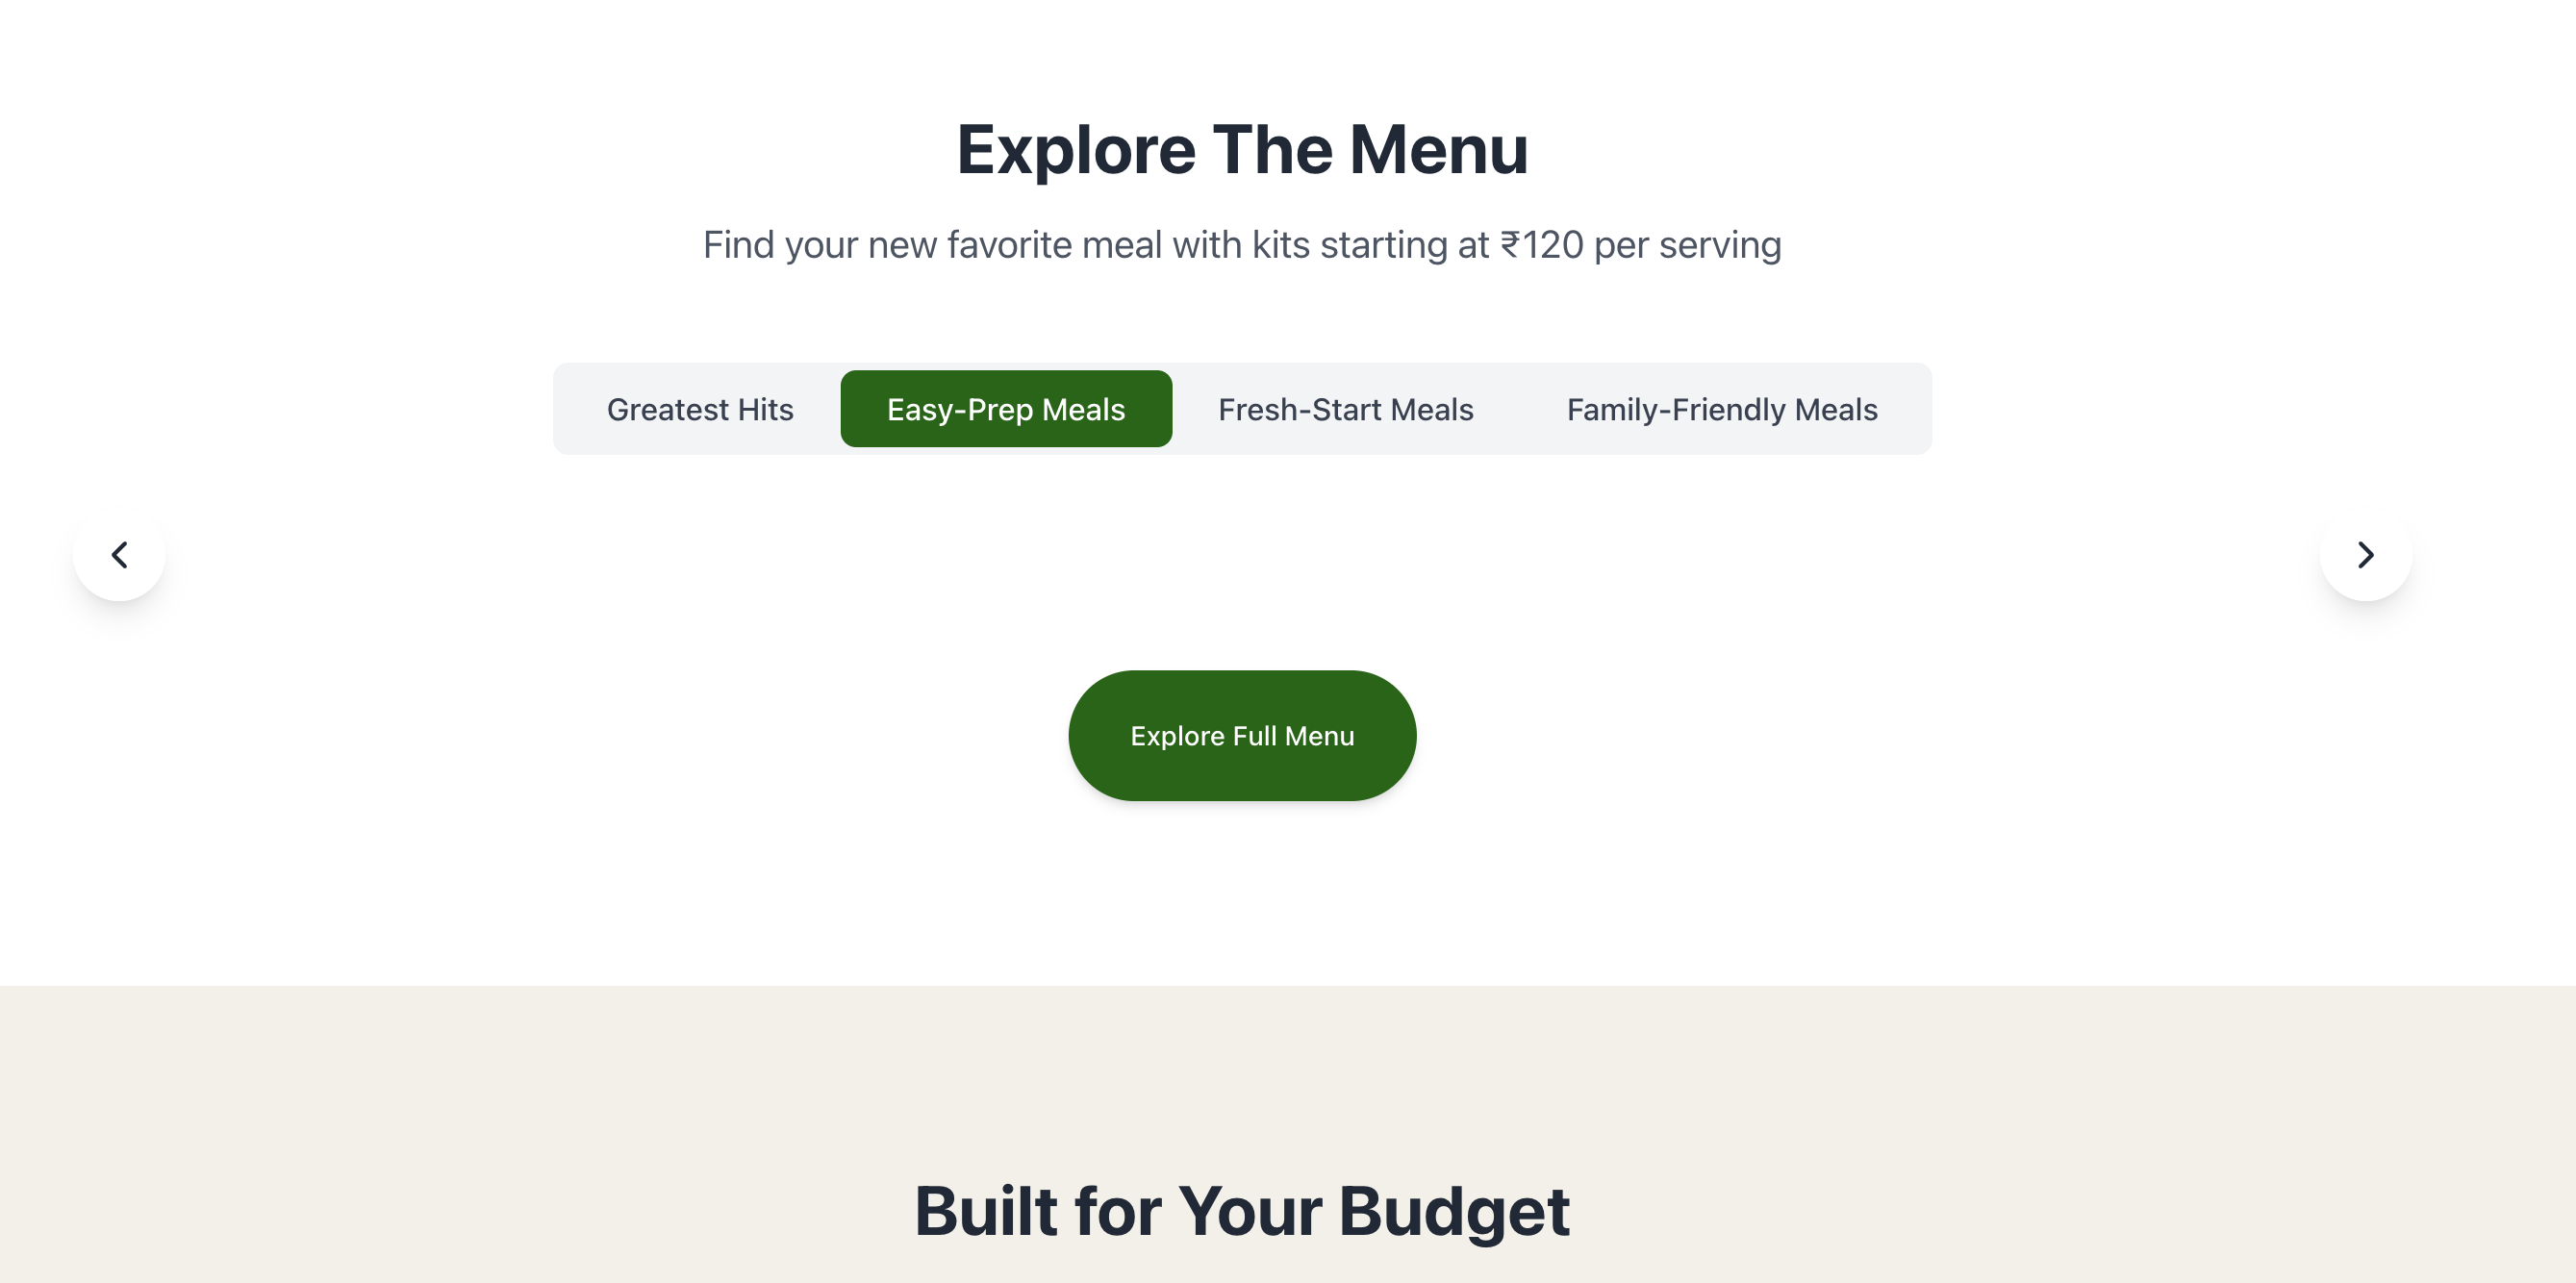 Explore The Menu
Find your new favorite meal with kits starting at ₹120 per serving
Greatest Hits
Easy-Prep Meals
Fresh-Start Meals
Family-Friendly Meals
Explore Full Menu
Built for Your Budget